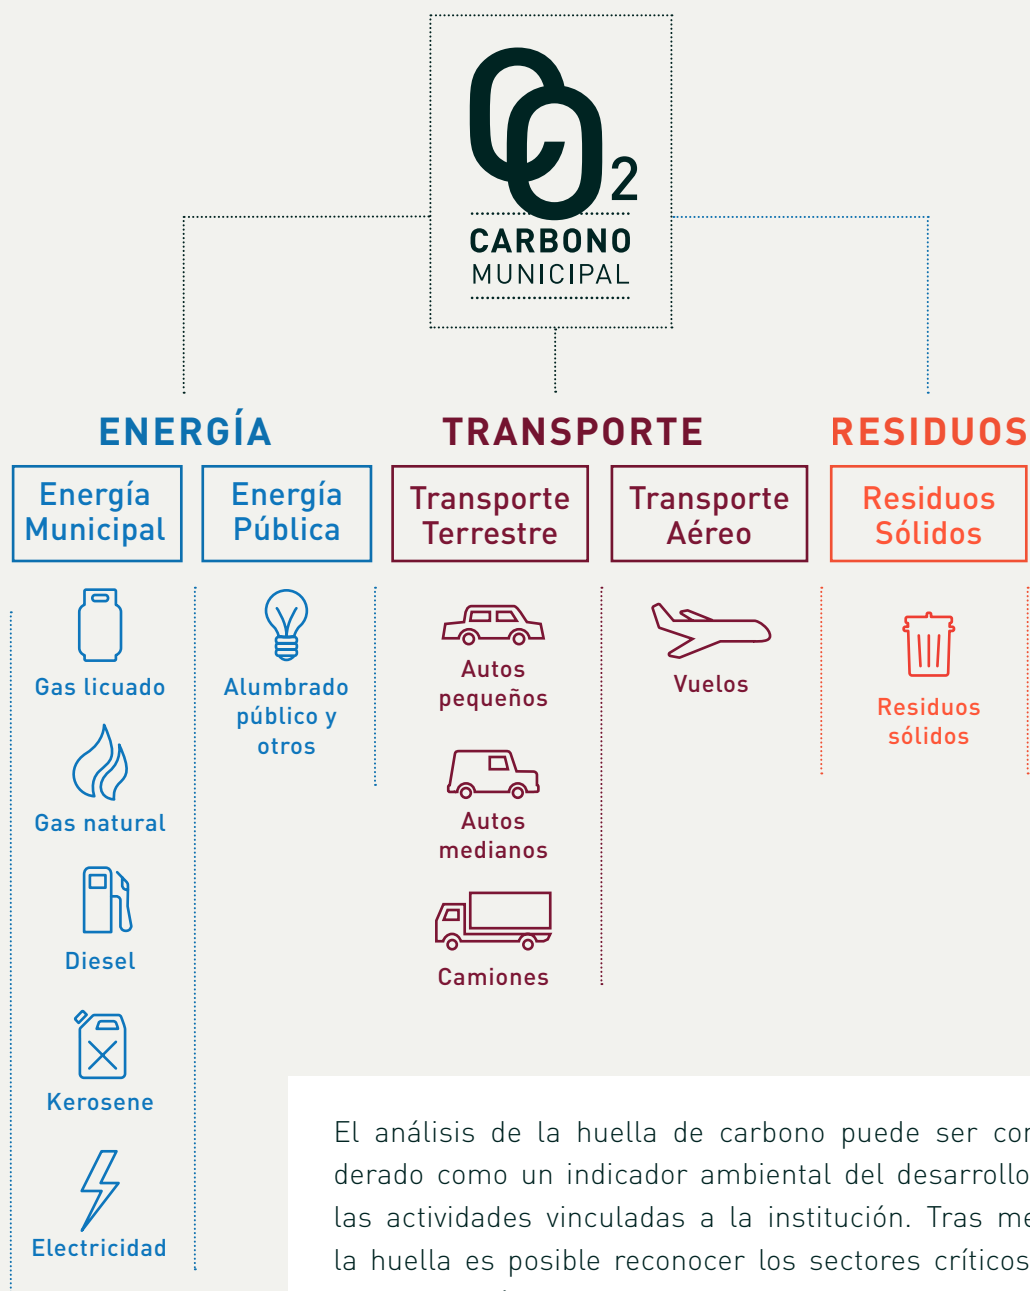 CO2
CARBONO
MUNICIPAL
ENERGÍA
Energía
Municipal
Gas licuado
Gas natural
Diesel
Kerosene
Electricidad
Energía
Pública
Alumbrado
público y
otros
TRANSPORTE
Transporte
Terrestre
Autos
pequeños
Autos
medianos
Camiones
Transporte
Aéreo
Vuelos
RESIDUOS
Residuos
Sólidos
Residuos
sólidos
El análisis de la huella de carbono puede ser
derado como un indicador ambiental del desarrollo
las actividades vinculadas a la institución. Tras
la huella es posible reconocer los sectores críticos